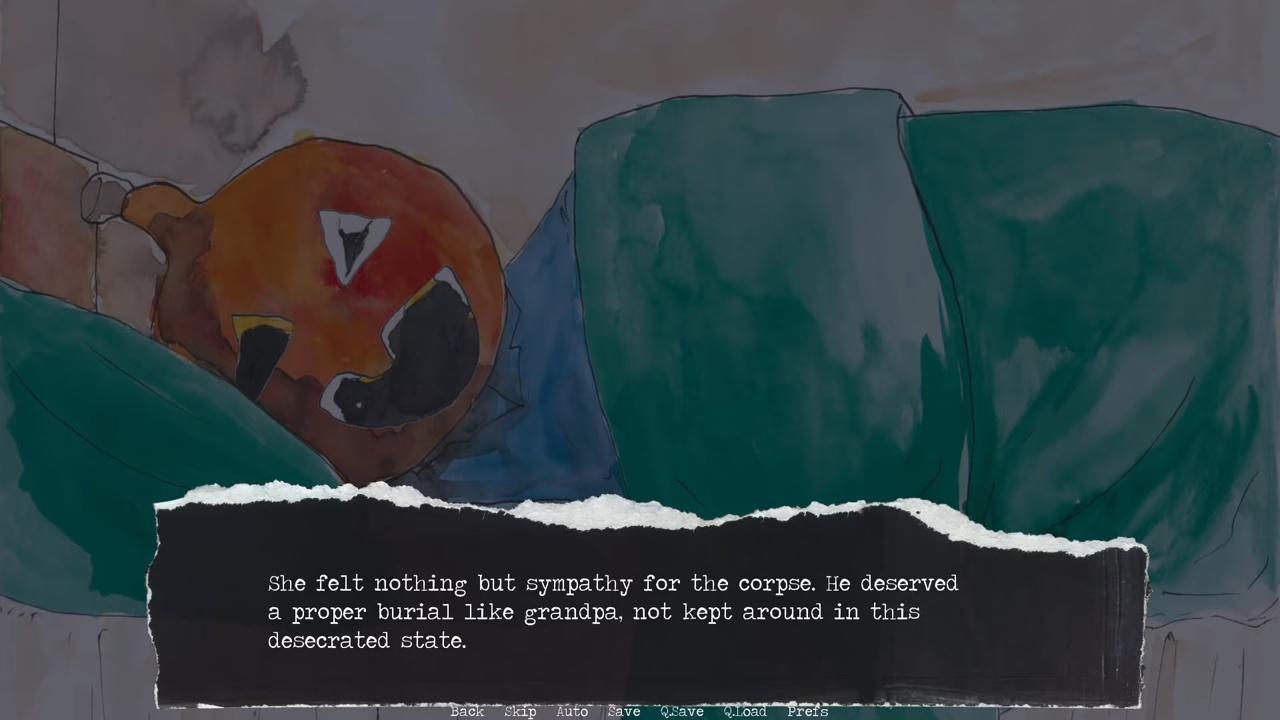 She felt nothing but sympathy for the corpse. He deserved
a proper burial like grandpa, not kept around in this
desecrated state.
Back Skip Auto Save Q.Save Q.Load Prefs